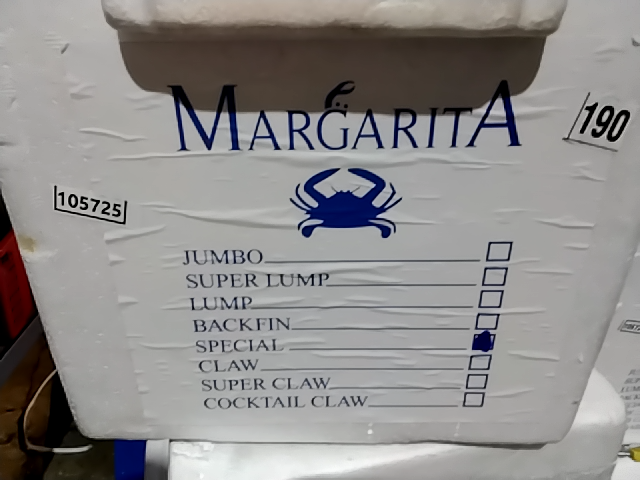 MARGARITA
190
105725
JUMBO
SUPER LUMP
LUMP
BACKFIN
SPECIAL
CLAW
SUPER CLAW
COCKTAIL CLAW